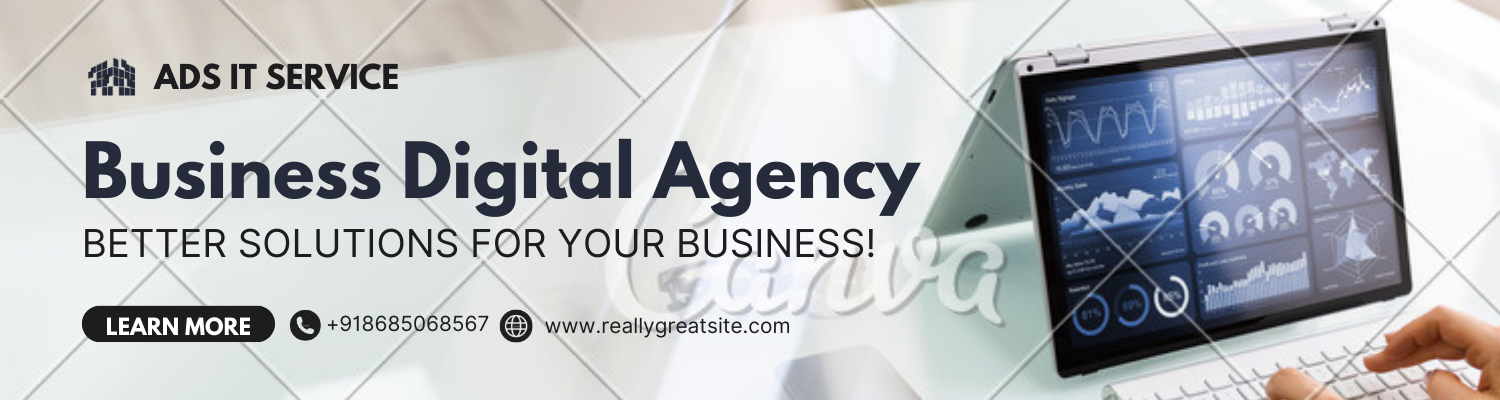 ADS IT SERVICE
Business Digital Agency
BETTER SOLUTIONS FOR YOUR BUSINESS!
LEARN MORE +918685068567 www.reallygreatsite.com
Canva